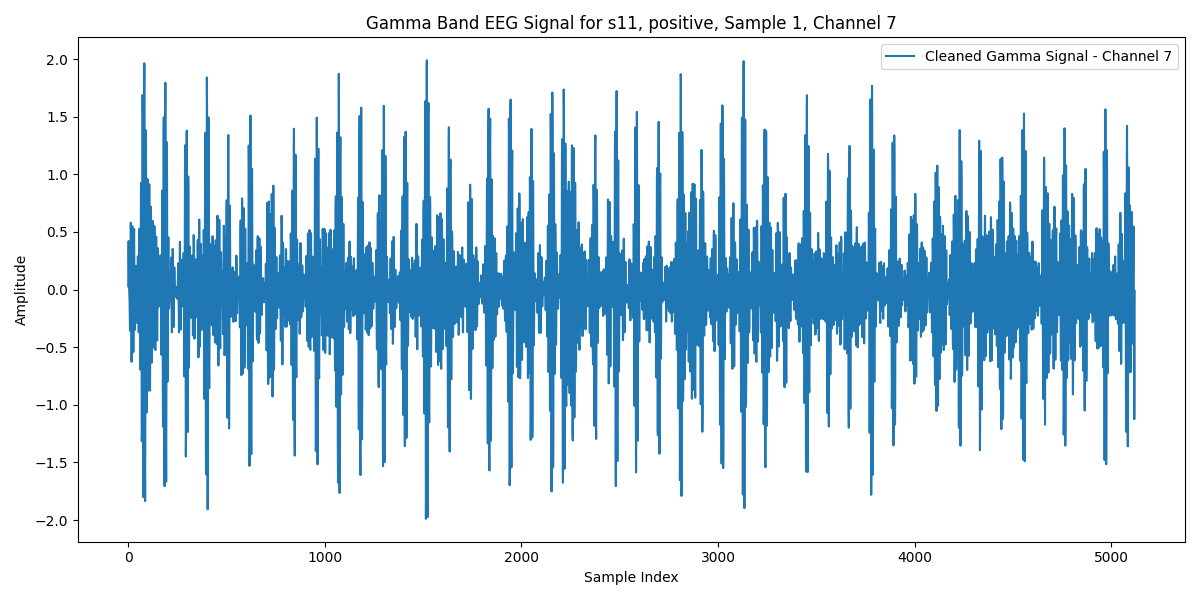 Gamma Band EEG Signal for s11, positive, Sample 1, Channel 7
Cleaned Gamma Signal - Channel 7
Amplitude
2.0
1.5
1.0
0.5
0.0
−0.5
−1.0
−1.5
−2.0
0 1000 2000 3000 4000 5000
Sample Index